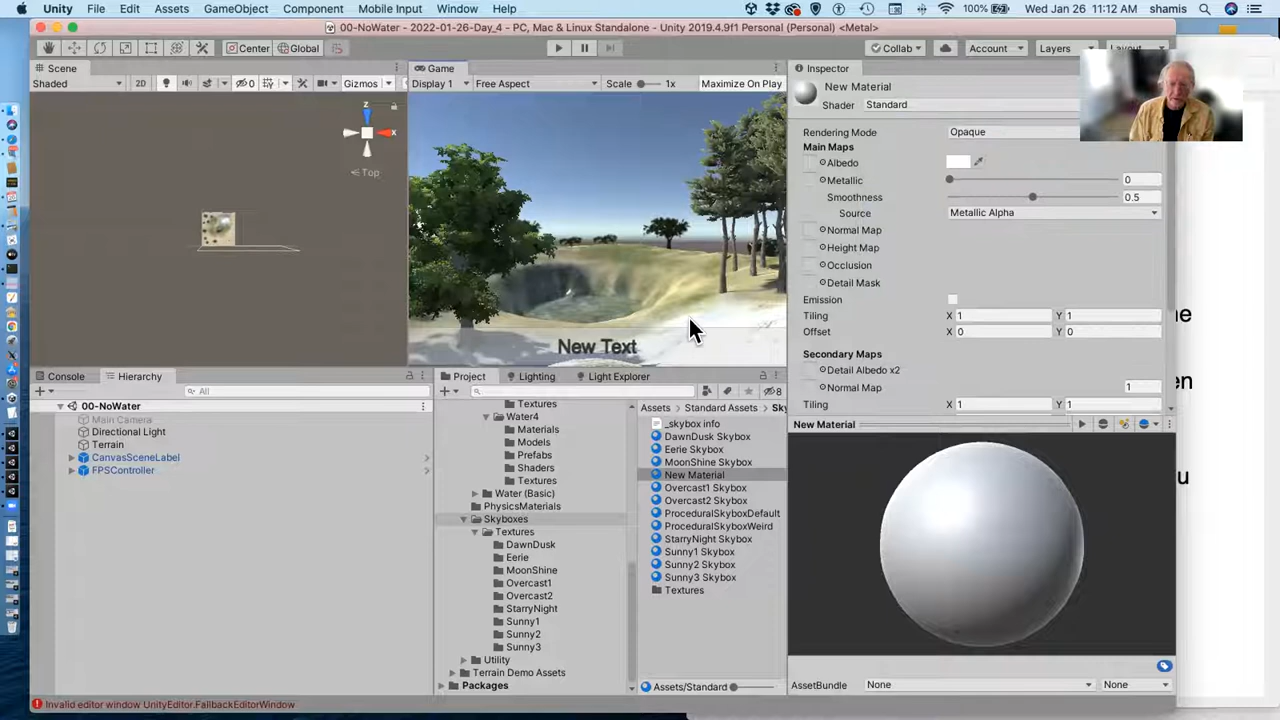 Unity File Edit Assets GameObject Component Mobile Input Window Help 100% Wed Jan 26 11:12 AM shamis
00-NoWater - 2022-01-26-Day_4 - PC, Mac & Linux Standalone - Unity 2019.4.9f1 Personal (Personal) <Metal>
Center Global Collab Account Layers Layout
Scene Game Inspector
Shaded 2D 0 Gizmos Display 1 Free Aspect Scale 1x Maximize On Play
New Material
Shader Standard
z
x
Top
Rendering Mode Opaque
Main Maps
Albedo
Metallic 0
Smoothness 0.5
Source Metallic Alpha
Normal Map
Height Map
Occlusion
Detail Mask
Emission
Tiling X 1 Y 1
Offset X 0 Y 0
Secondary Maps
Detail Albedo x2
Normal Map 1
Tiling X 1 Y 1
New Text
Console Hierarchy Project Lighting Light Explorer
All 8
00-NoWater
Main Camera
Directional Light
Terrain
CanvasSceneLabel
FPSController
Textures
Water4
Materials
Models
Prefabs
Shaders
Textures
Water (Basic)
PhysicsMaterials
Skyboxes
Textures
DawnDusk
Eerie
MoonShine
Overcast1
Overcast2
StarryNight
Sunny1
Sunny2
Sunny3
Utility
Terrain Demo Assets
Packages
Assets Standard Assets Sky
_skybox info
DawnDusk Skybox
Eerie Skybox
MoonShine Skybox
New Material
Overcast1 Skybox
Overcast2 Skybox
ProceduralSkyboxDefault
ProceduralSkyboxWeird
StarryNight Skybox
Sunny1 Skybox
Sunny2 Skybox
Sunny3 Skybox
Textures
Assets/Standard
New Material
AssetBundle None None
Invalid editor window UnityEditor.FallbackEditorWindow
ne
en
u